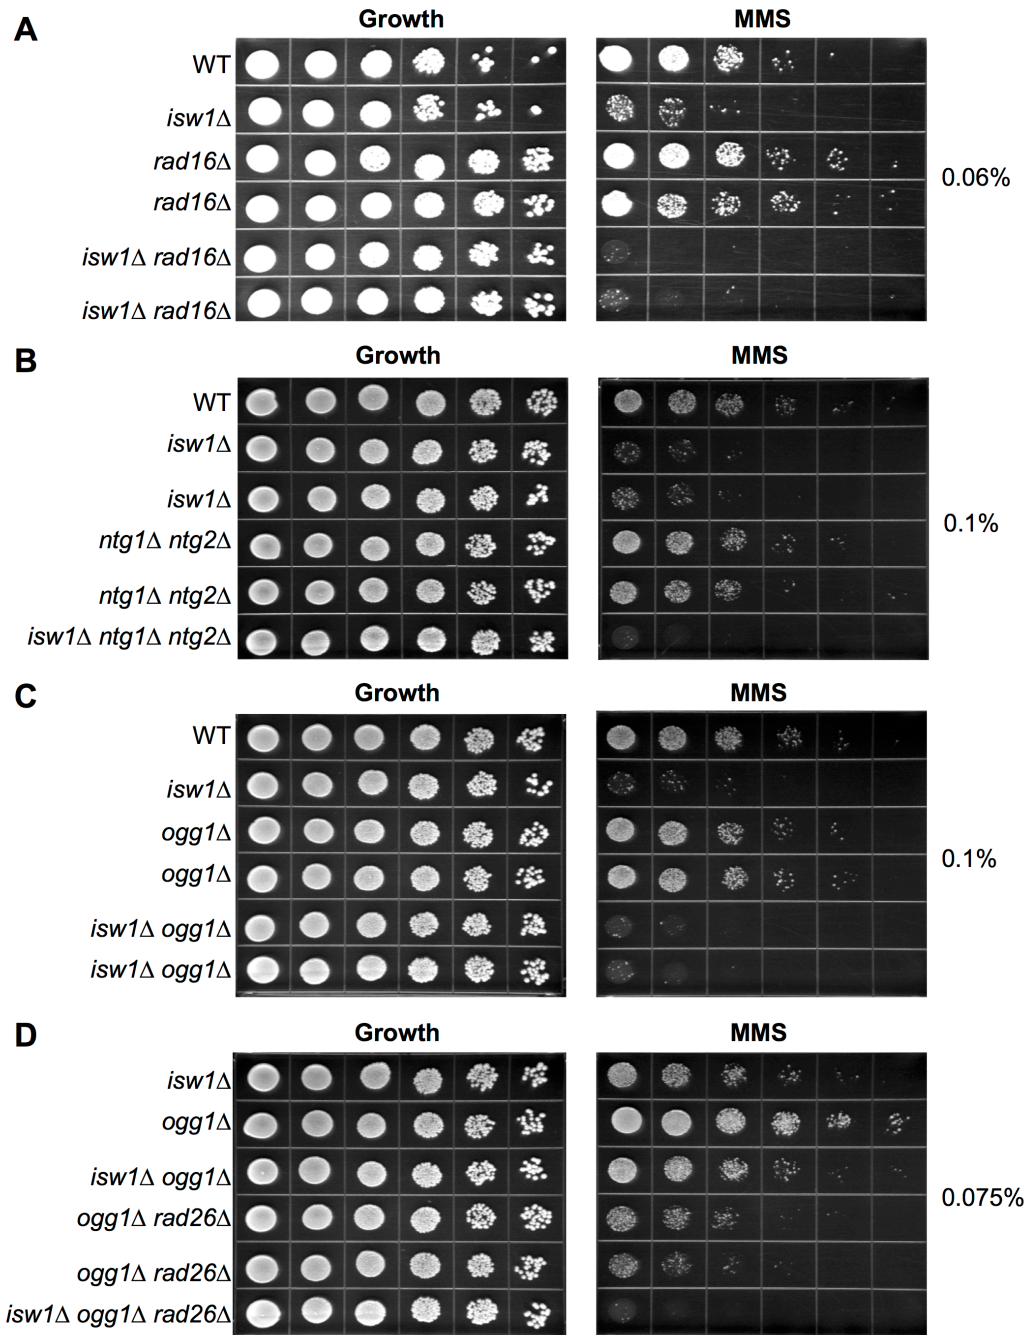 A
Growth
MMS
WT
isw1Δ
rad16Δ
rad16Δ
isw1Δ rad16Δ
isw1Δ rad16Δ
0.06%
B
Growth
MMS
WT
isw1Δ
isw1Δ
ntg1Δ ntg2Δ
ntg1Δ ntg2Δ
isw1Δ ntg1Δ ntg2Δ
0.1%
C
Growth
MMS
WT
isw1Δ
ogg1Δ
ogg1Δ
isw1Δ ogg1Δ
isw1Δ ogg1Δ
0.1%
D
Growth
MMS
isw1Δ
ogg1Δ
isw1Δ ogg1Δ
ogg1Δ rad26Δ
ogg1Δ rad26Δ
isw1Δ ogg1Δ rad26Δ
0.075%